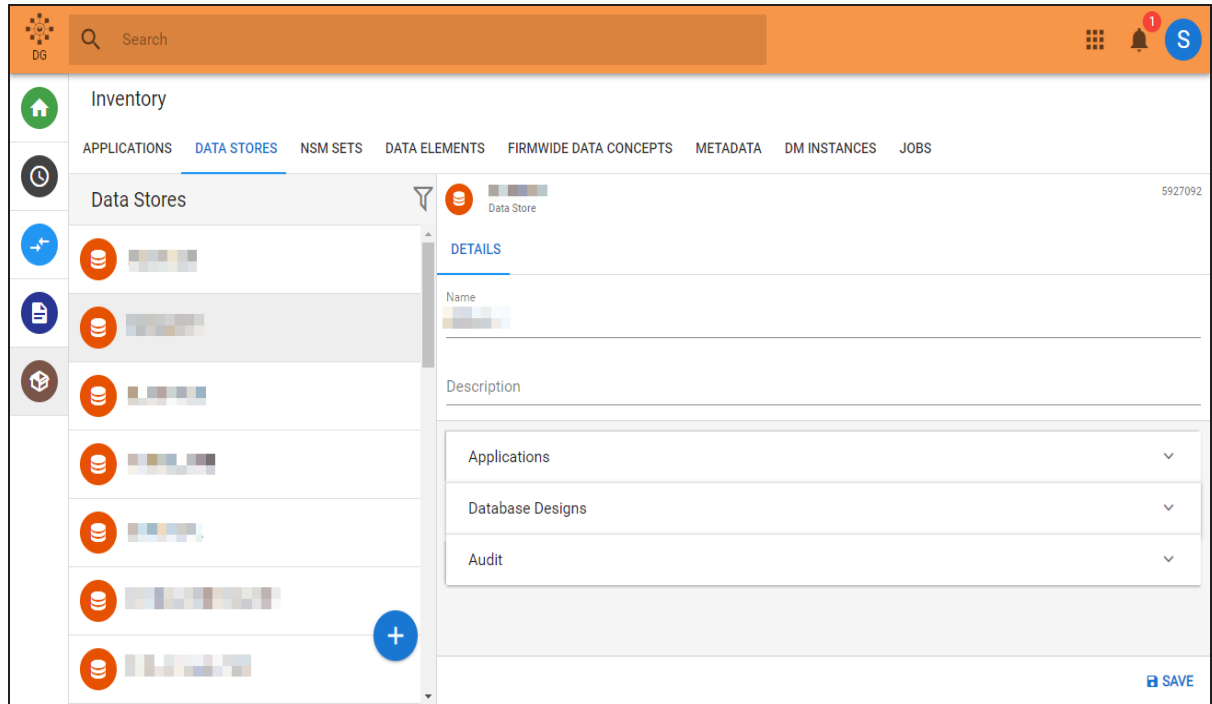 DG
Search
1
S
Inventory
APPLICATIONS DATA STORES NSM SETS DATA ELEMENTS FIRMWIDE DATA CONCEPTS METADATA DM INSTANCES JOBS
Data Stores
5927092
Data Store
DETAILS
Name
Description
Applications
Database Designs
Audit
+
SAVE